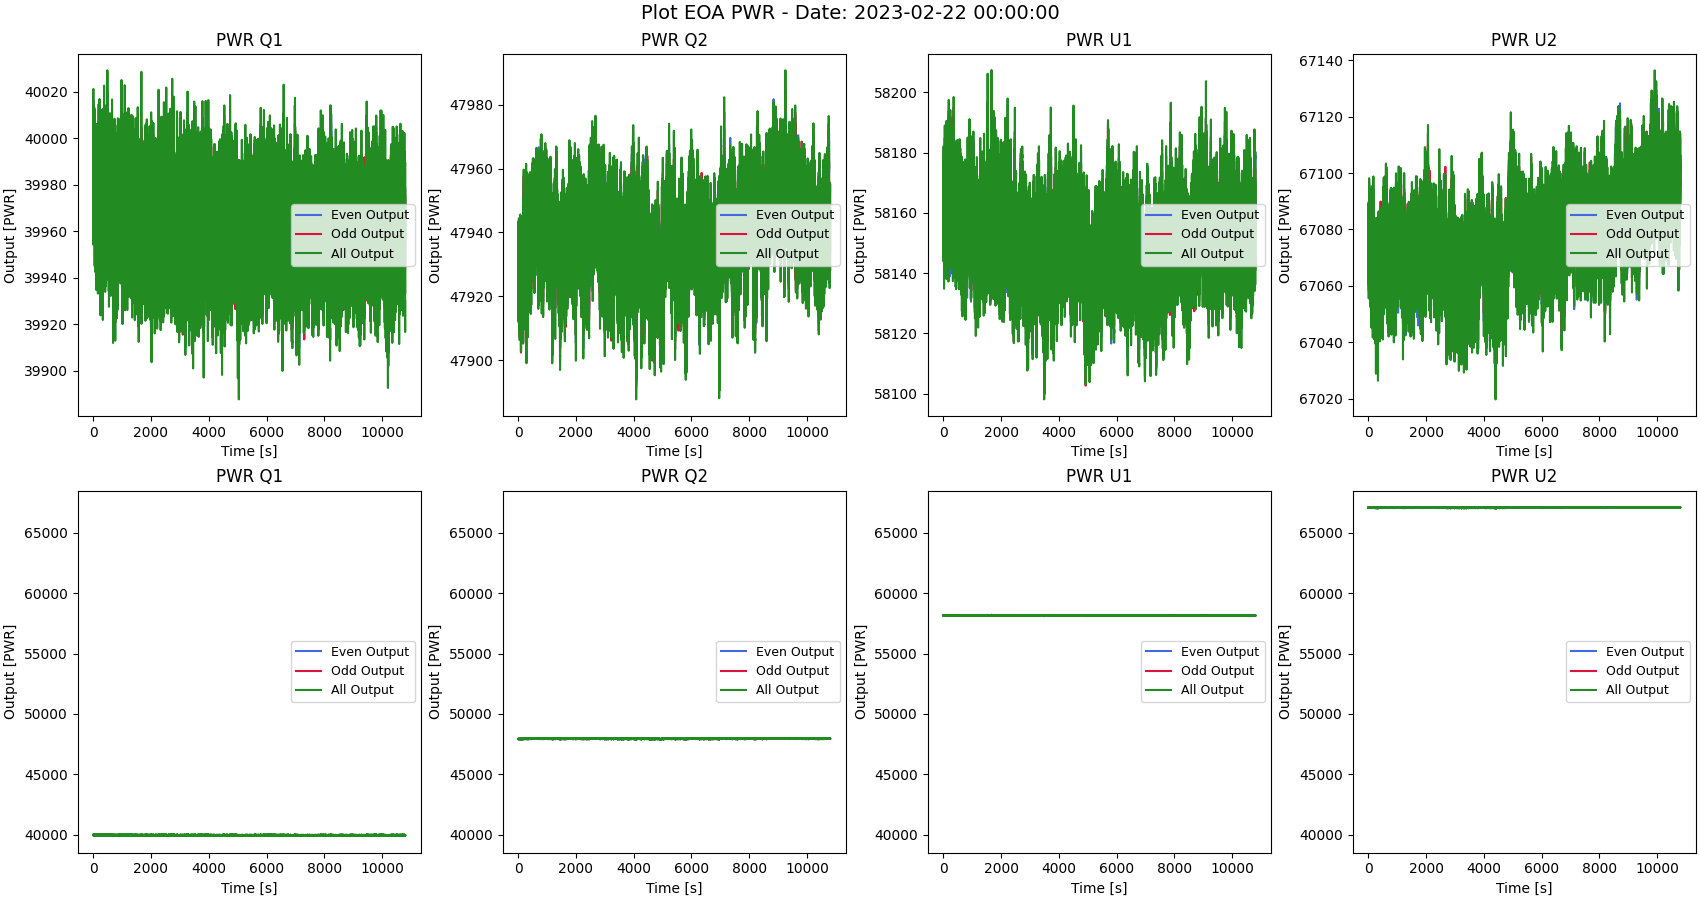 Plot EOA PWR - Date: 2023-02-22 00:00:00
PWR Q1
Output [PWR]
40020
40000
39980
39960
39940
39920
39900
Even Output
Odd Output
All Output
0 2000 4000 6000 8000 10000
Time [s]
PWR Q2
Output [PWR]
47980
47960
47940
47920
47900
Even Output
Odd Output
All Output
0 2000 4000 6000 8000 10000
Time [s]
PWR U1
Output [PWR]
58200
58180
58160
58140
58120
58100
Even Output
Odd Output
All Output
0 2000 4000 6000 8000 10000
Time [s]
PWR U2
Output [PWR]
67140
67120
67100
67080
67060
67040
67020
Even Output
Odd Output
All Output
0 2000 4000 6000 8000 10000
Time [s]
PWR Q1
Output [PWR]
65000
60000
55000
50000
45000
40000
Even Output
Odd Output
All Output
0 2000 4000 6000 8000 10000
Time [s]
PWR Q2
Output [PWR]
65000
60000
55000
50000
45000
40000
Even Output
Odd Output
All Output
0 2000 4000 6000 8000 10000
Time [s]
PWR U1
Output [PWR]
65000
60000
55000
50000
45000
40000
Even Output
Odd Output
All Output
0 2000 4000 6000 8000 10000
Time [s]
PWR U2
Output [PWR]
65000
60000
55000
50000
45000
40000
Even Output
Odd Output
All Output
0 2000 4000 6000 8000 10000
Time [s]